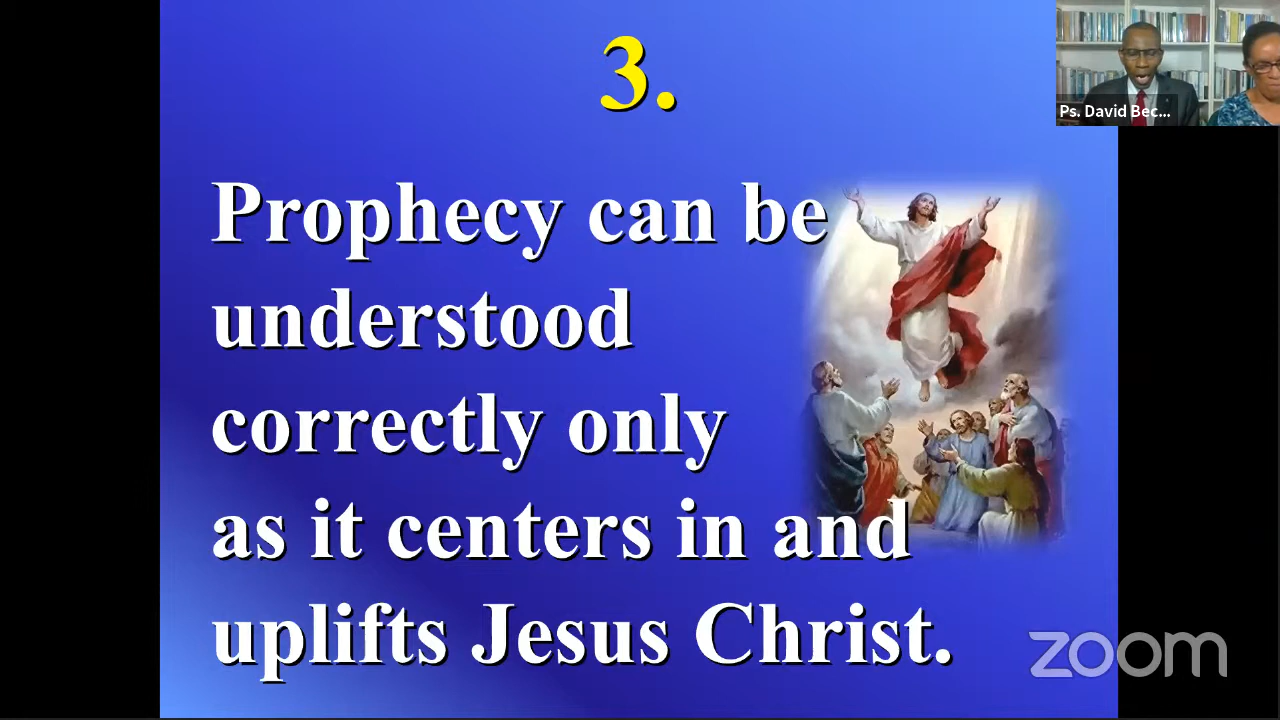 3.
Ps. David Bec...
Prophecy can be
understood
correctly only
as it centers in and
uplifts Jesus Christ.
zoom